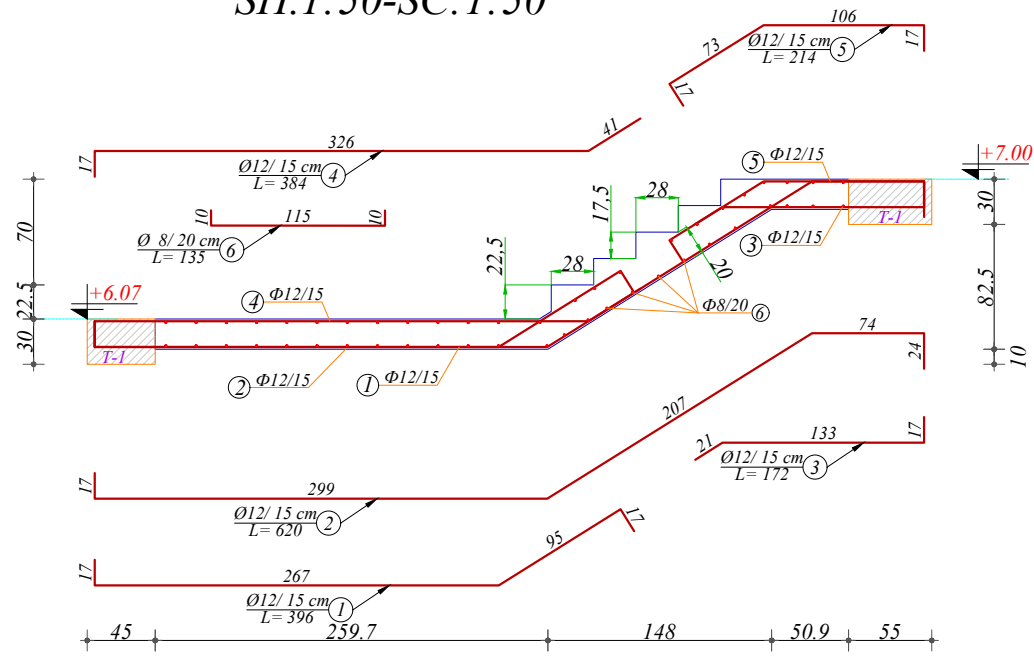 SH.1:50-SC.1:50
106
Ø12/ 15 cm 5
L= 214
17
73
17
326
41
17
Ø12/ 15 cm 4
L= 384
10
115
10
Ø 8/ 20 cm 6
L= 135
+7.00
5 Φ12/15
30
T-1
3 Φ12/15
82.5
10
28
17,5
20
28
22,5
Φ8/20 6
70
22.5
30
+6.07
4 Φ12/15
T-1
2 Φ12/15
1 Φ12/15
74
24
207
299
17
Ø12/ 15 cm 2
L= 620
21
133
17
Ø12/ 15 cm 3
L= 172
17
267
95
17
Ø12/ 15 cm 1
L= 396
45
259.7
148
50.9
55